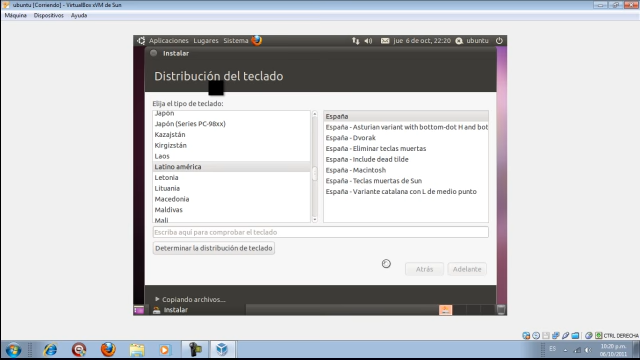 ubuntu [Corriendo] - VirtualBox xVM de Sun
Máquina Dispositivos Ayuda
Aplicaciones Lugares Sistema jue 6 de oct, 22:20 ubuntu
Instalar
Distribución del teclado
Elija el tipo de teclado:
Japón
Japón (Series PC-98xx)
Kazajstán
Kirgizstán
Laos
Latino américa
Letonia
Lituania
Macedonia
Maldivas
Mali
España
España - Asturian variant with bottom-dot H and bot
España - Dvorak
España - Eliminar teclas muertas
España - Include dead tilde
España - Macintosh
España - Teclas muertas de Sun
España - Variante catalana con L de medio punto
Escriba aquí para comprobar el teclado
Determinar la distribución de teclado
Atrás Adelante
Copiando archivos...
Instalar
CTRL DERECHA
ES 10:20 p.m.
06/10/2011